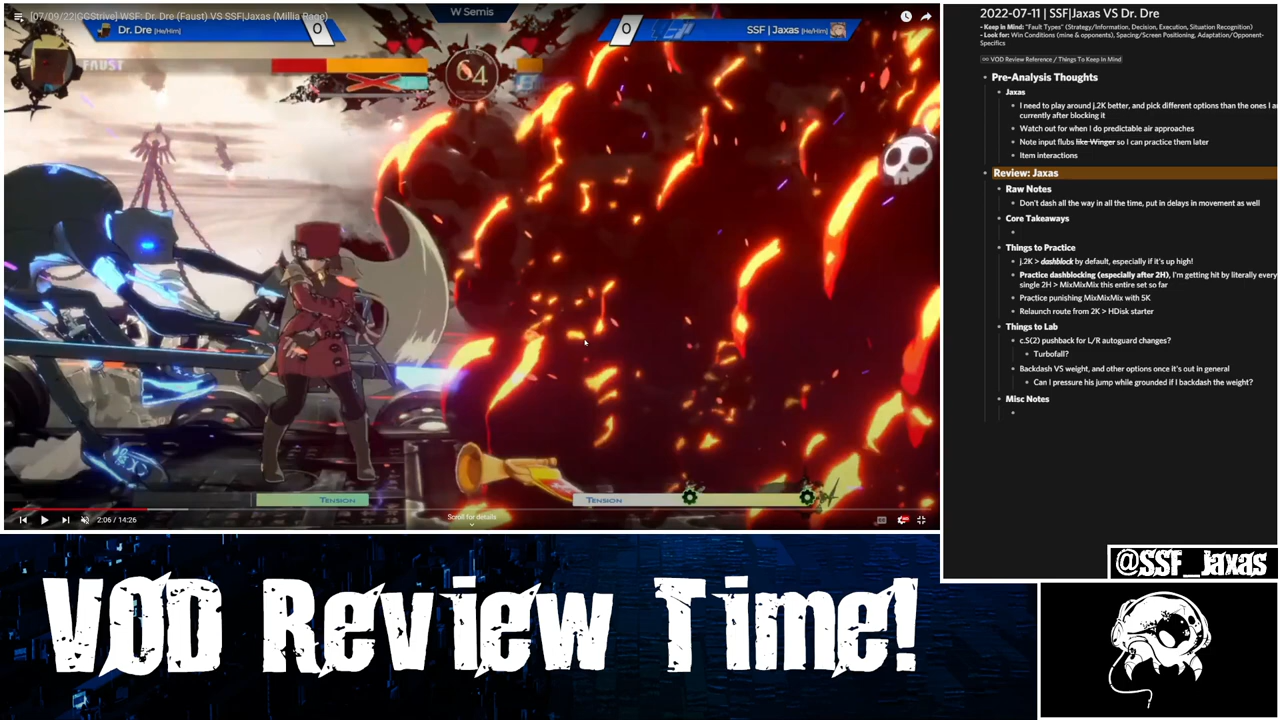 [07/09/22|GGStrive] WSF: Dr. Dre (Faust) VS SSF|Jaxas (Millia Rage)
W Semis
Dr. Dre [He/Him]
0
0
SSF | Jaxas [He/Him]
FAUST
64
TENSION
TENSION
2:06 / 14:26
Scroll for details
2022-07-11 | SSF|Jaxas VS Dr. Dre
- Keep in Mind: "Fault Types" (Strategy/Information, Decision, Execution, Situation Recognition)
- Look for: Win Conditions (mine & opponents), Spacing/Screen Positioning, Adaptation/Opponent-
Specifics
VOD Review Reference / Things To Keep In Mind
Pre-Analysis Thoughts
Jaxas
I need to play around j.2K better, and pick different options than the ones I a
currently after blocking it
Watch out for when I do predictable air approaches
Note input flubs like Winger so I can practice them later
Item interactions
Review: Jaxas
Raw Notes
Don't dash all the way in all the time, put in delays in movement as well
Core Takeaways
Things to Practice
j.2K > dashblock by default, especially if it's up high!
Practice dashblocking (especially after 2H), I'm getting hit by literally every
single 2H > MixMixMix this entire set so far
Practice punishing MixMixMix with 5K
Relaunch route from 2K > HDisk starter
Things to Lab
c.S(2) pushback for L/R autoguard changes?
Turbofall?
Backdash VS weight, and other options once it's out in general
Can I pressure his jump while grounded if I backdash the weight?
Misc Notes
@SSF_Jaxas
VOD Review Time!